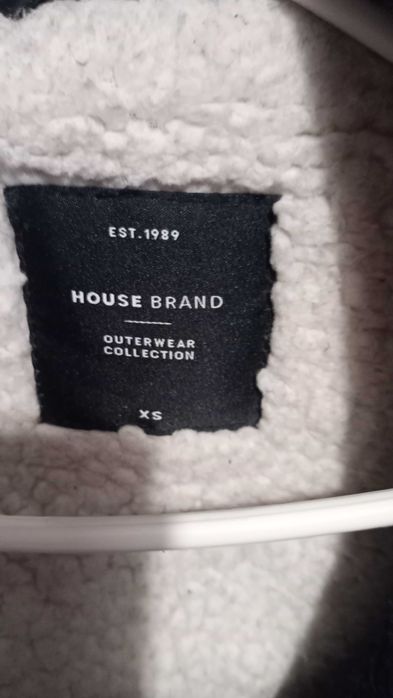 EST.1989
HOUSE BRAND
OUTERWEAR
COLLECTION
XS